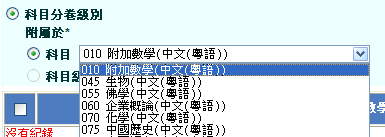 科目分卷級別
附屬於*
科目 010 附加數學(中文(粵語))
010 附加數學(中文(粵語))
045 生物(中文(粵語))
055 佛學(中文(粵語))
060 企業概論(中文(粵語))
070 化學(中文(粵語))
075 中國歷史(中文(粵語))
科目
沒有紀錄